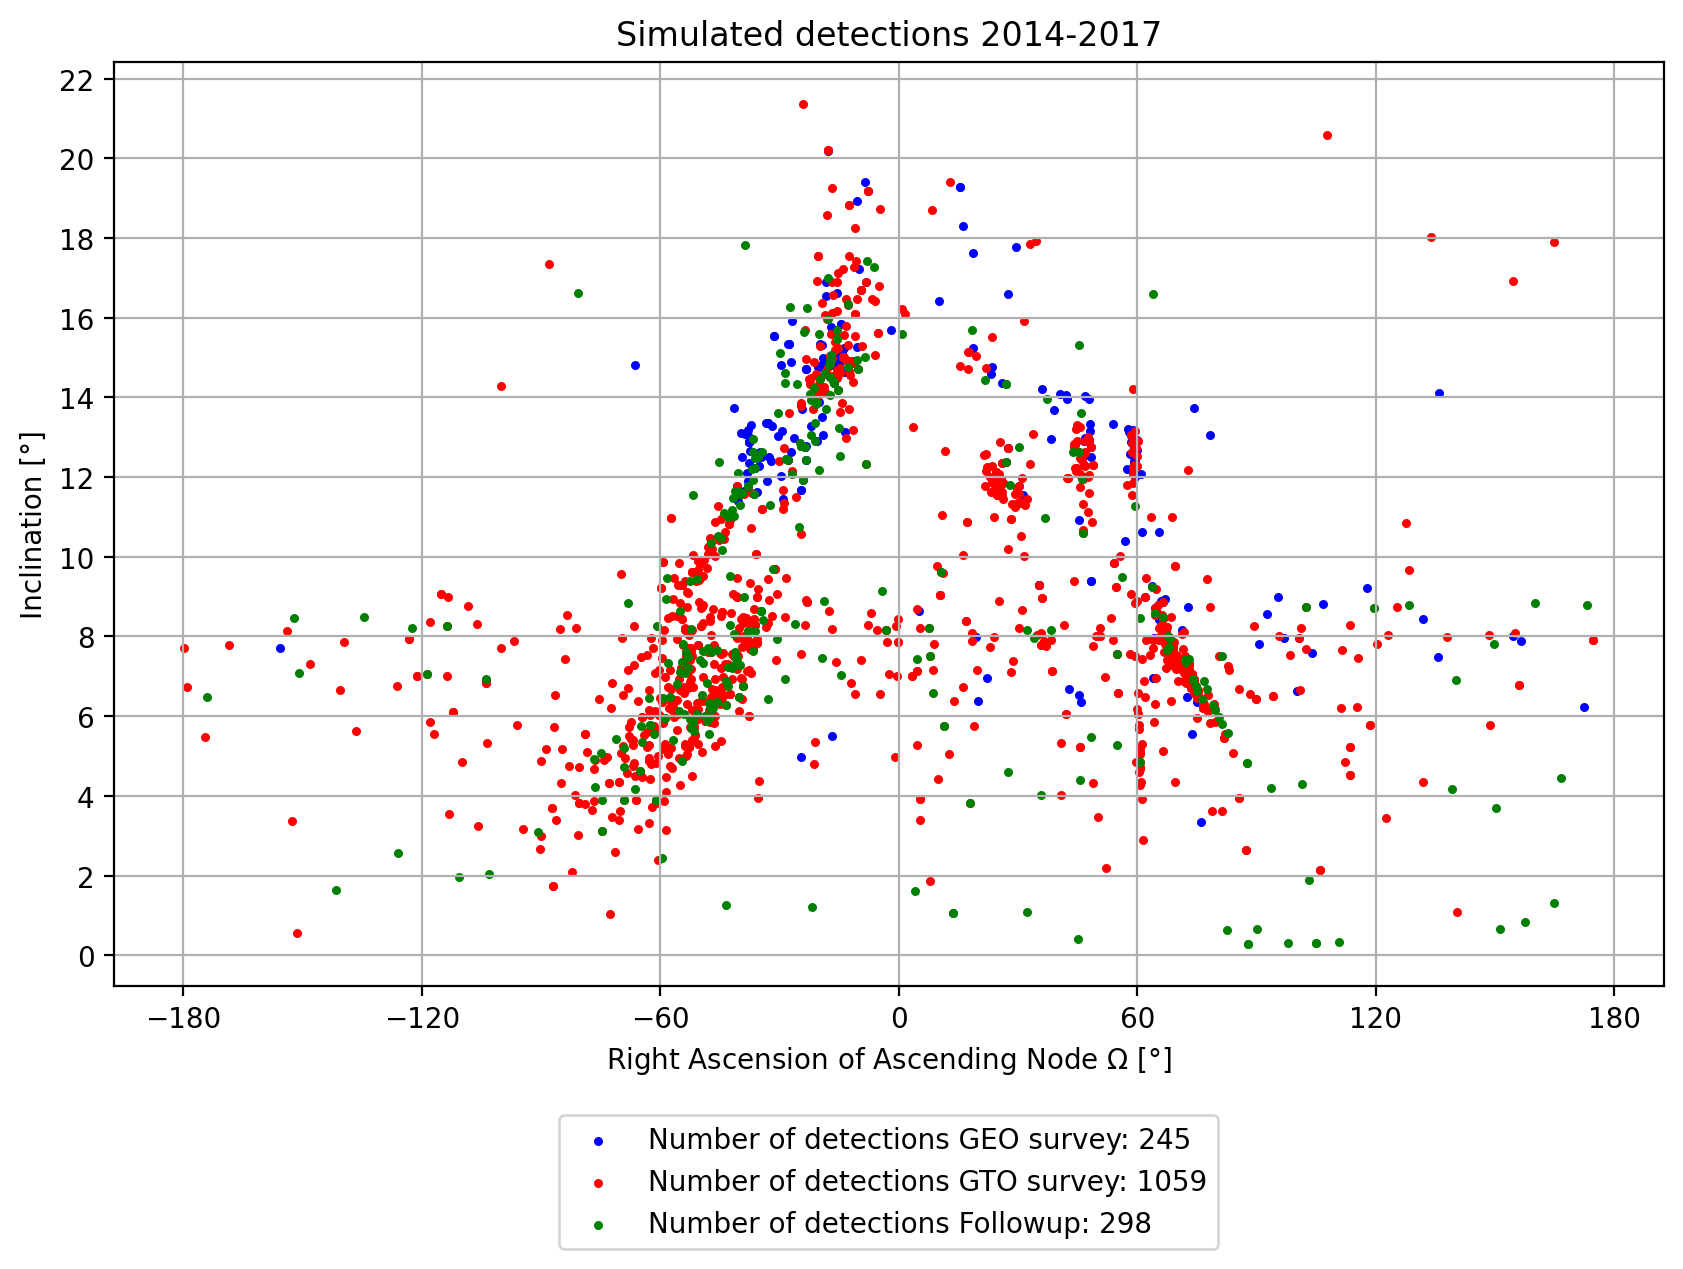 Simulated detections 2014-2017
22
20
18
16
14
12
10
8
6
4
2
0
Inclination [°]
−180 −120 −60 0 60 120 180
Right Ascension of Ascending Node Ω [°]
Number of detections GEO survey: 245
Number of detections GTO survey: 1059
Number of detections Followup: 298